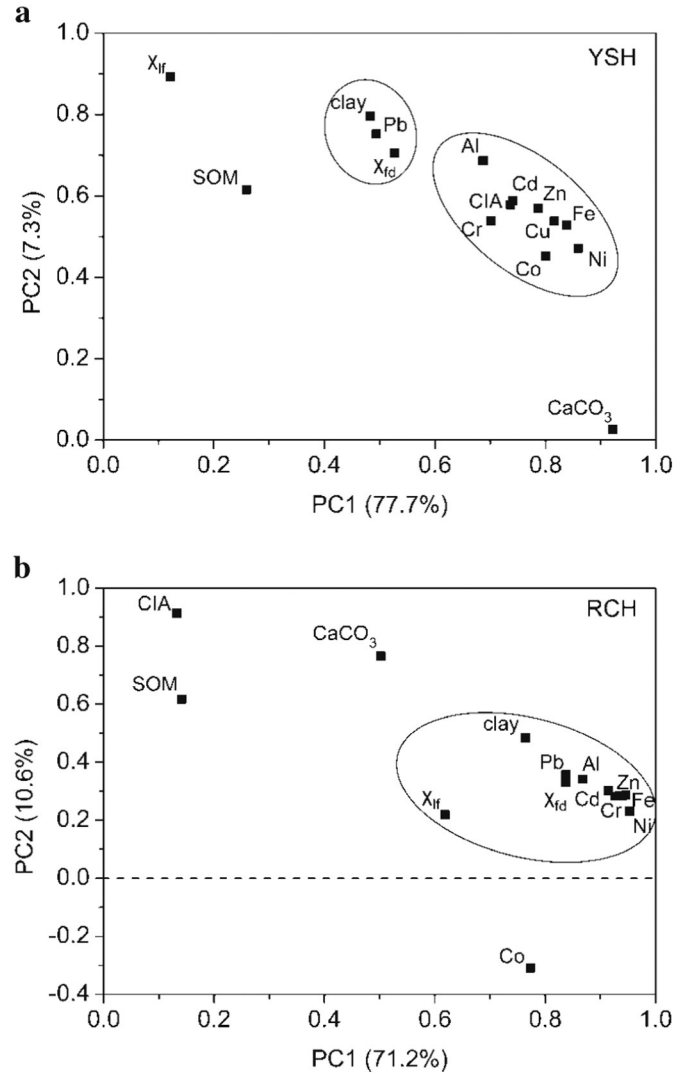 a
YSH
χlf
clay
Pb
χfd
SOM
Al
Cd
Zn
CIA
Fe
Cr
Cu
Co
Ni
CaCO3
1.0
0.8
0.6
0.4
0.2
0.0
PC2 (7.3%)
0.0 0.2 0.4 0.6 0.8 1.0
PC1 (77.7%)
b
RCH
CIA
CaCO3
SOM
clay
Pb
Al
Zn
χlf
χfd
Cd
Fe
Cr
Ni
Co
1.0
0.8
0.6
0.4
0.2
0.0
-0.2
-0.4
PC2 (10.6%)
0.0 0.2 0.4 0.6 0.8 1.0
PC1 (71.2%)